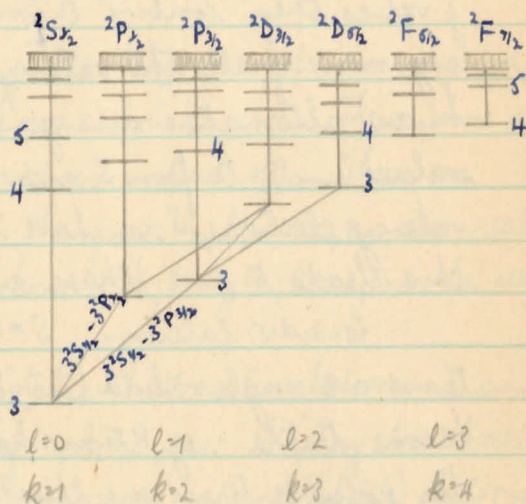 ²S½ ²P½ ²P3/2 ²D3/2 ²D5/2 ²F5/2 ²F7/2
5
5 4 4 4
4 3
3
3²S½ - 3²P½
3²S½ - 3²P3/2
3
l=0 l=1 l=2 l=3
k=1 k=2 k=3 k=4